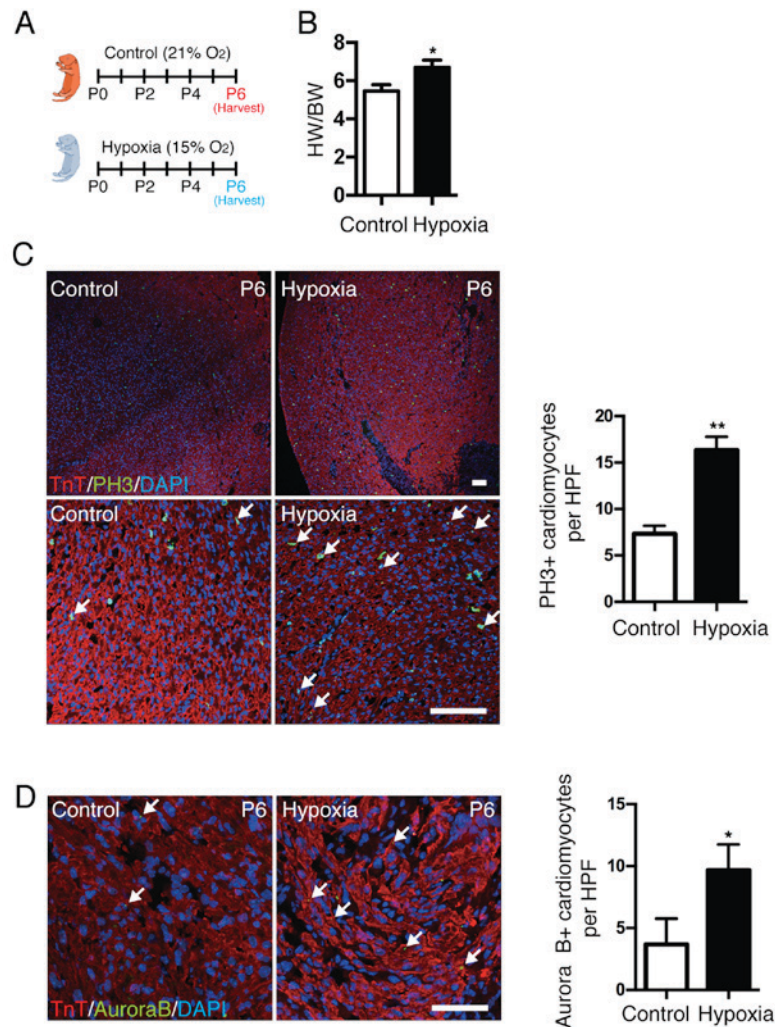 A
Control (21% O2)
P0 P2 P4 P6
(Harvest)
Hypoxia (15% O2)
P0 P2 P4 P6
(Harvest)
B
HW/BW
8
6
4
2
0
*
Control Hypoxia
C
Control P6
Hypoxia P6
TnT/PH3/DAPI
Control
Hypoxia
PH3+ cardiomyocytes
per HPF
20
15
10
5
0
**
Control Hypoxia
D
Control P6
Hypoxia P6
TnT/AuroraB/DAPI
Aurora B+ cardiomyocytes
per HPF
15
10
5
0
*
Control Hypoxia